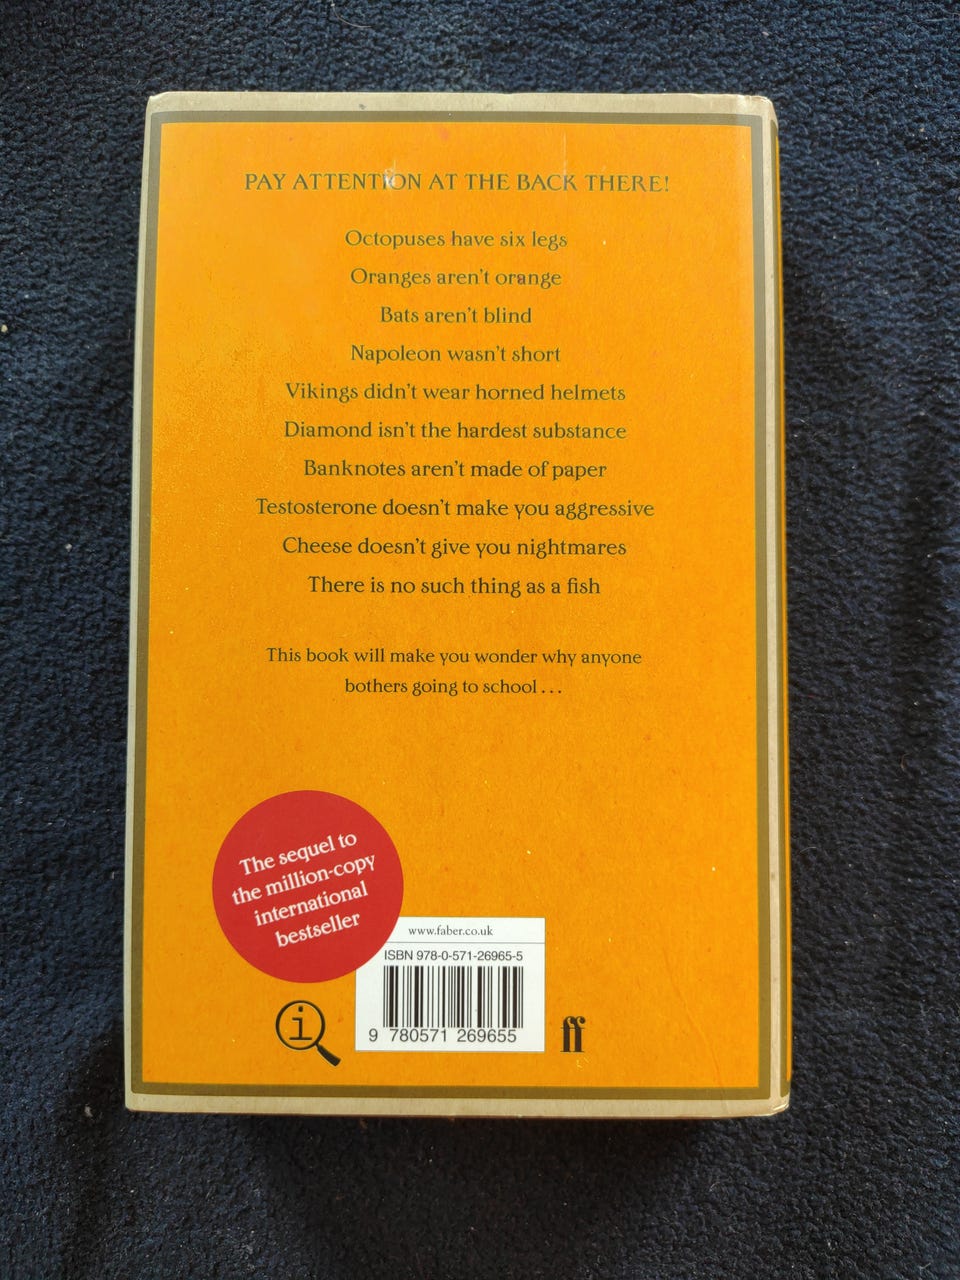 PAY ATTENTION AT THE BACK THERE!
Octopuses have six legs
Oranges aren't orange
Bats aren't blind
Napoleon wasn't short
Vikings didn't wear horned helmets
Diamond isn't the hardest substance
Banknotes aren't made of paper
Testosterone doesn't make you aggressive
Cheese doesn't give you nightmares
There is no such thing as a fish
This book will make you wonder why anyone
bothers going to school...
The sequel to
the million-copy
international
bestseller
www.faber.co.uk
ISBN 978-0-571-26965-5
9 780571 269655
i
ff